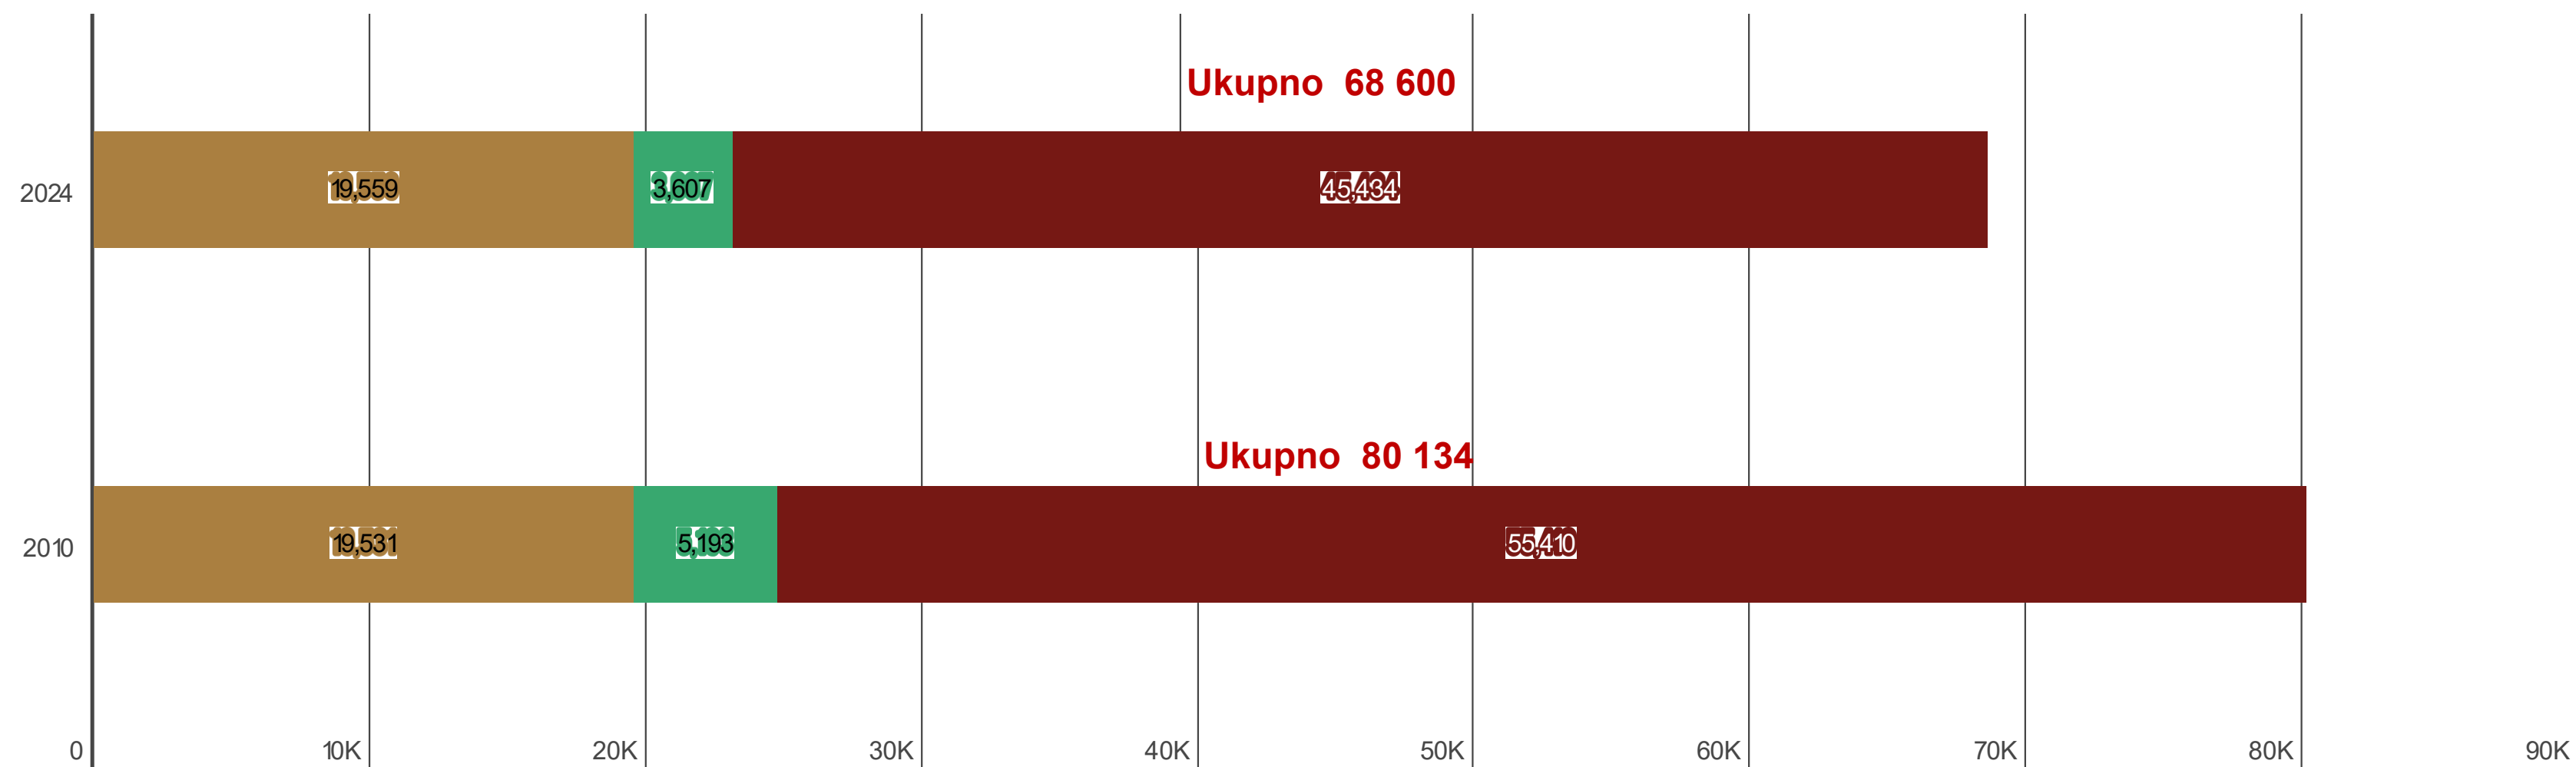 Ukupno 68 600
2024 19,559 3,607 45,434
Ukupno 80 134
2010 19,531 5,193 55,410
0 10K 20K 30K 40K 50K 60K 70K 80K 90K